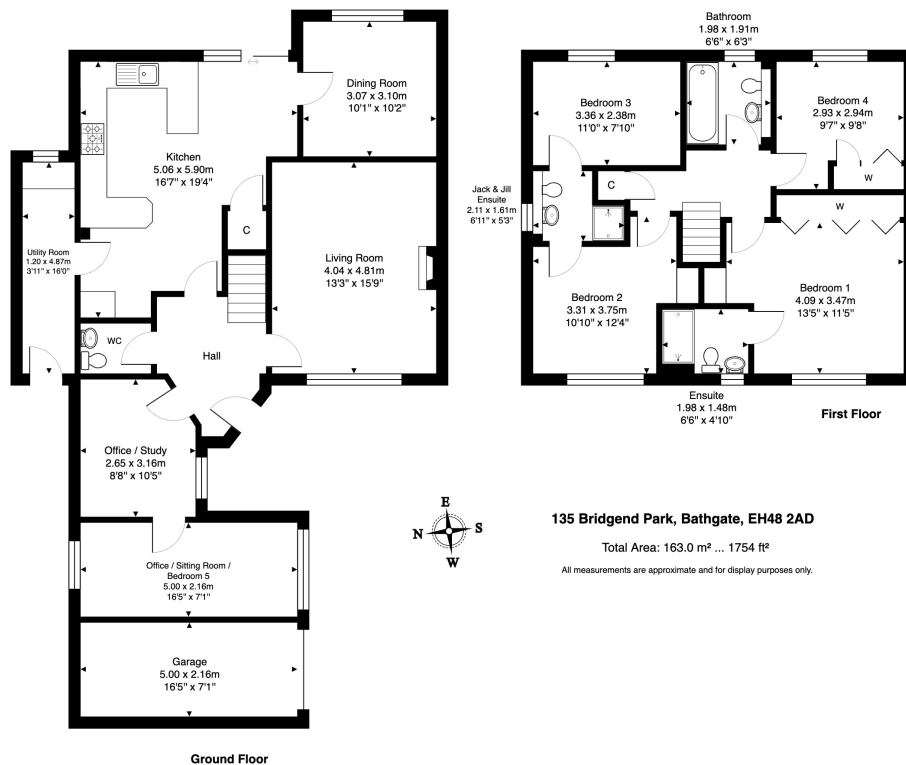 Dining Room
3.07 x 3.10m
10'1" x 10'2"
Kitchen
5.06 x 5.90m
16'7" x 19'4"
C
Utility Room
1.20 x 4.87m
3'11" x 16'0"
Living Room
4.04 x 4.81m
13'3" x 15'9"
WC
Hall
Office / Study
2.65 x 3.16m
8'8" x 10'5"
Office / Sitting Room /
Bedroom 5
5.00 x 2.16m
16'5" x 7'1"
Garage
5.00 x 2.16m
16'5" x 7'1"
Ground Floor
Bathroom
1.98 x 1.91m
6'6" x 6'3"
Bedroom 3
3.36 x 2.38m
11'0" x 7'10"
Bedroom 4
2.93 x 2.94m
9'7" x 9'8"
W
C
Jack & Jill
Ensuite
2.11 x 1.61m
6'11" x 5'3"
W
Bedroom 2
3.31 x 3.75m
10'10" x 12'4"
Bedroom 1
4.09 x 3.47m
13'5" x 11'5"
Ensuite
1.98 x 1.48m
6'6" x 4'10"
First Floor
E
N
S
W
135 Bridgend Park, Bathgate, EH48 2AD
Total Area: 163.0 m² ... 1754 ft²
All measurements are approximate and for display purposes only.